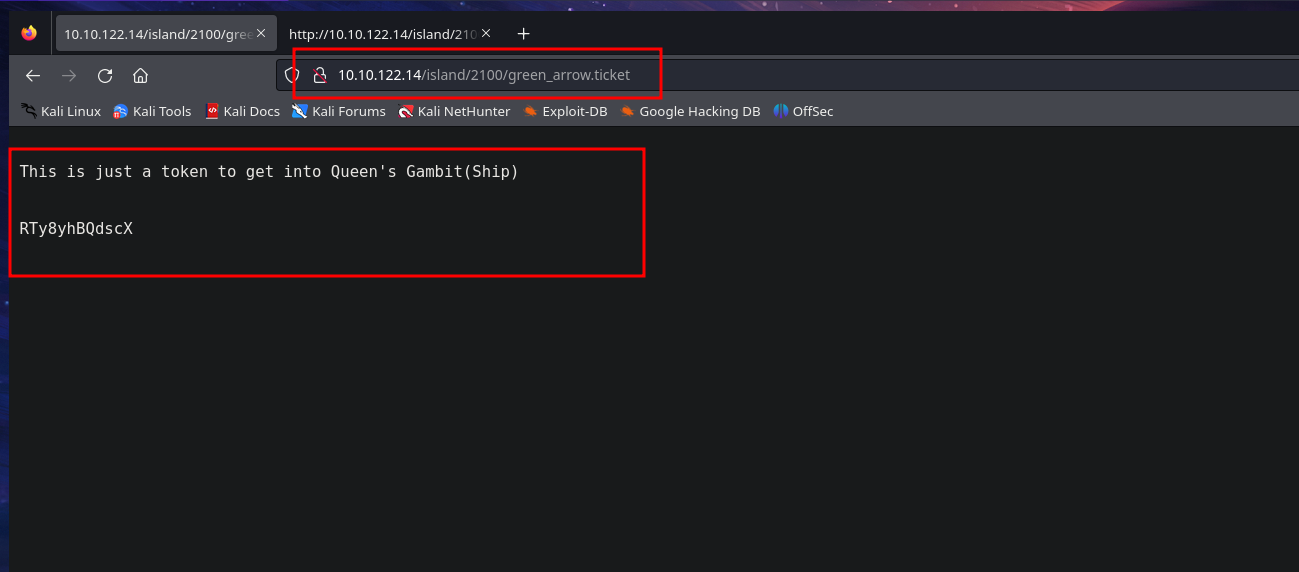 10.10.122.14/island/2100/gree
http://10.10.122.14/island/210
10.10.122.14/island/2100/green_arrow.ticket
Kali Linux
Kali Tools
Kali Docs
Kali Forums
Kali NetHunter
Exploit-DB
Google Hacking DB
OffSec
This is just a token to get into Queen's Gambit(Ship)
RTy8yhBQdscX